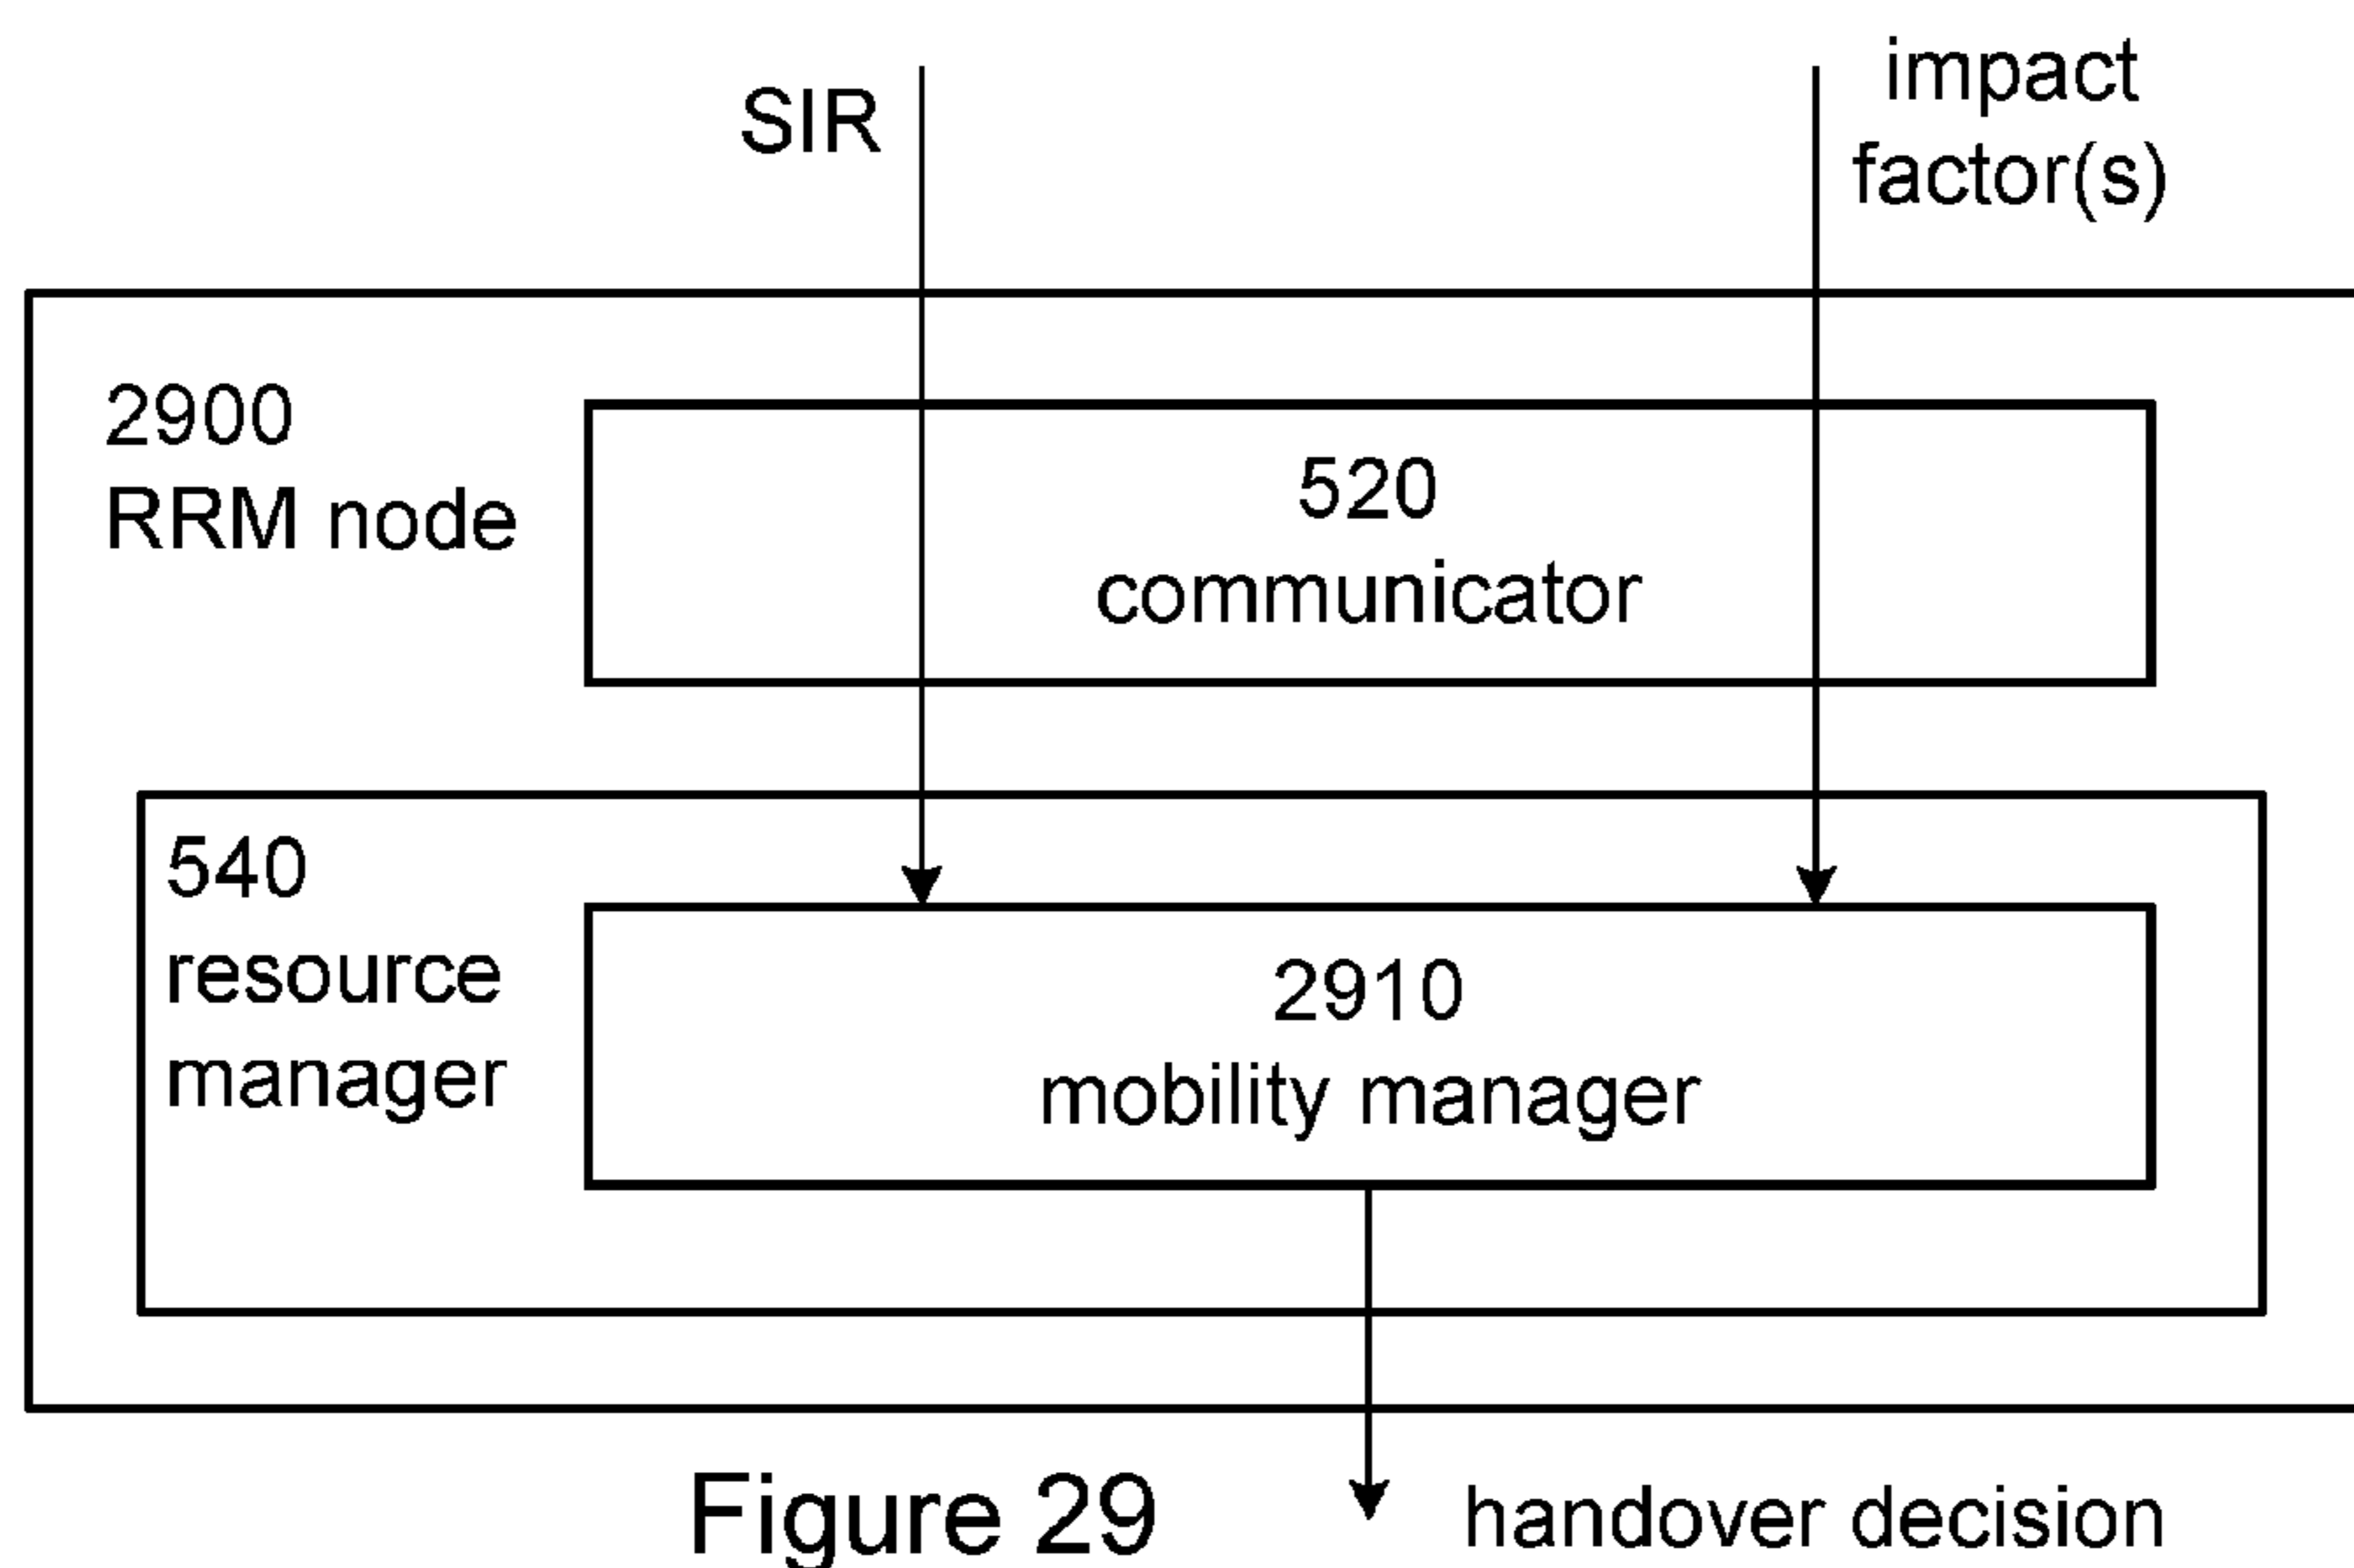 SIR
impact
factor(s)
2900
RRM node
520
communicator
540
resource
manager
2910
mobility manager
Figure 29
handover decision